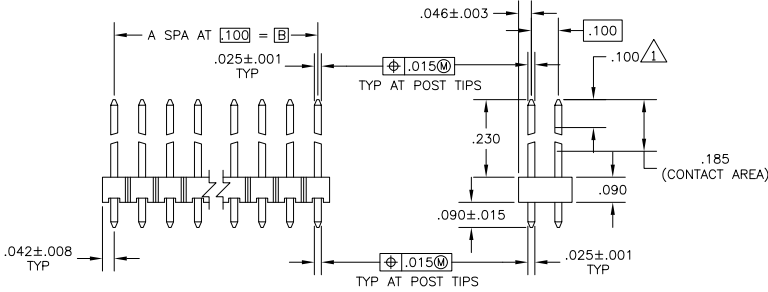 .046±.003
A SPA AT .100 = B
.100
.025±.001
TYP
⌖ .015Ⓜ
TYP AT POST TIPS
.100 1
.230
.185
(CONTACT AREA)
.090
.090±.015
.042±.008
TYP
⌖ .015Ⓜ
TYP AT POST TIPS
.025±.001
TYP